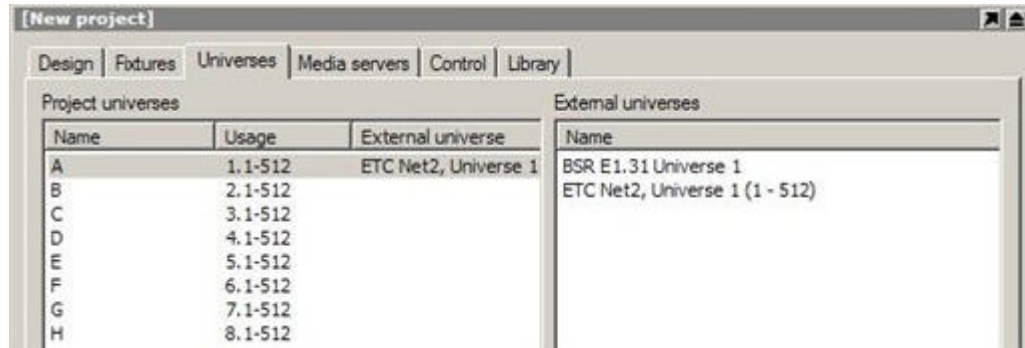 [New project]
Design Fixtures Universes Media servers Control Library
Project universes External universes
Name Usage External universe Name
A 1.1-512 ETC Net2, Universe 1 BSR E1.31 Universe 1
B 2.1-512 ETC Net2, Universe 1 (1 - 512)
C 3.1-512
D 4.1-512
E 5.1-512
F 6.1-512
G 7.1-512
H 8.1-512